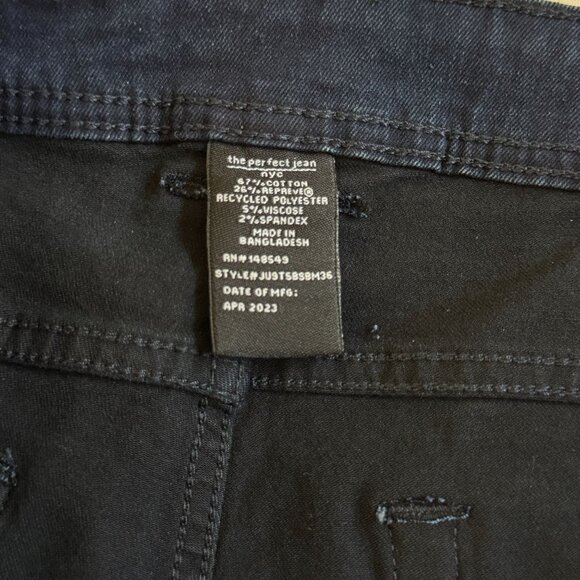 the perfect jean
nyc
67% COTTON
26% REPREVE®
RECYCLED POLYESTER
5% VISCOSE
2% SPANDEX
MADE IN
BANGLADESH
RN# 148549
STYLE# JU9TSBSBM36
DATE OF MFG:
APR 2023